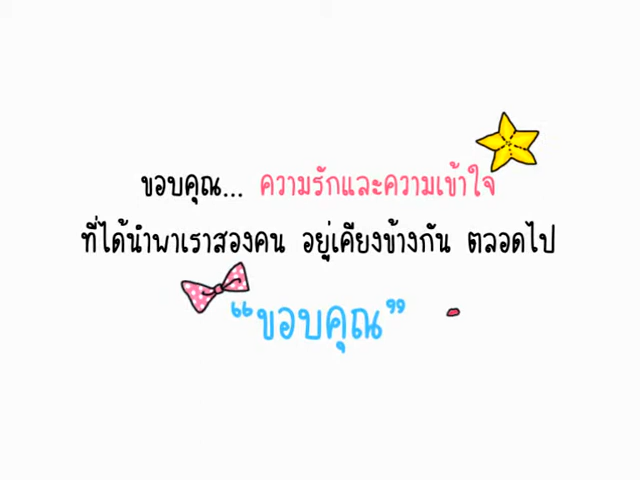 ขอบคุณ... ความรักและความเข้าใจ
ที่ได้นำพาเราสองคน อยู่เคียงข้างกัน ตลอดไป
“ขอบคุณ”